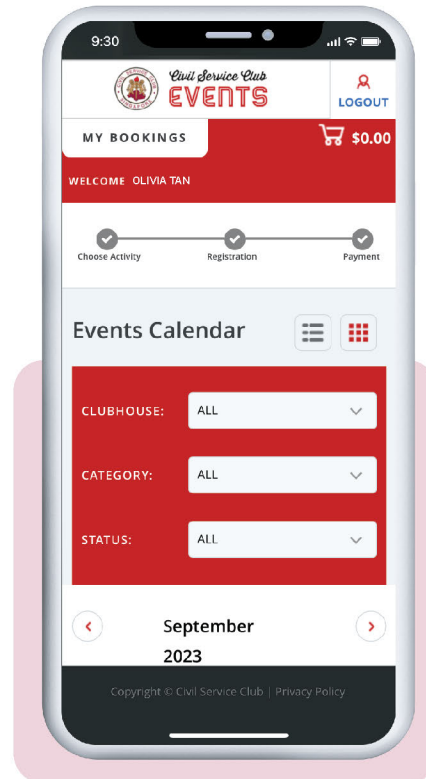 9:30
Civil Service Club
EVENTS
LOGOUT
MY BOOKINGS
$0.00
WELCOME OLIVIA TAN
Choose Activity Registration Payment
Events Calendar
CLUBHOUSE: ALL
CATEGORY: ALL
STATUS: ALL
September
2023
Copyright © Civil Service Club | Privacy Policy